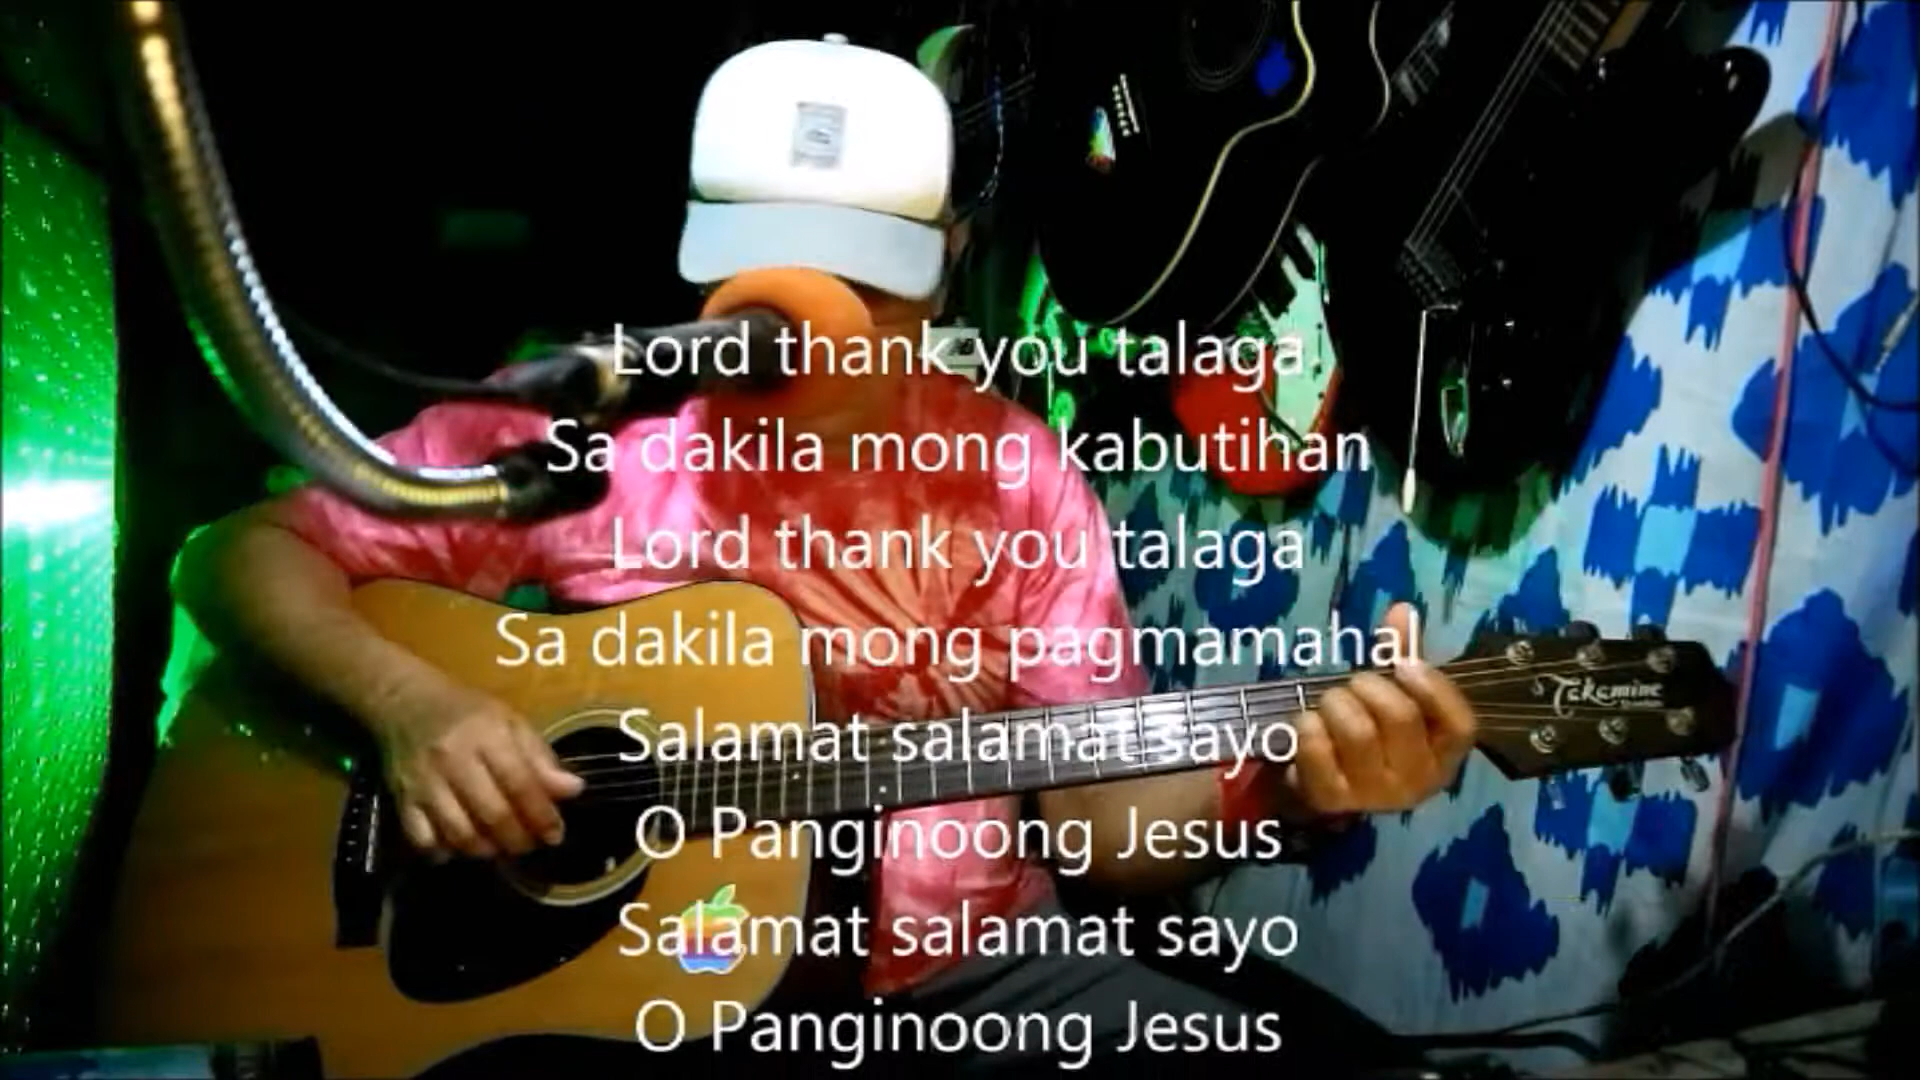 Lord thank you talaga
Sa dakila mong kabutihan
Lord thank you talaga
Sa dakila mong pagmamahal
Takamine
Salamat salamat sayo
O Panginoong Jesus
Salamat salamat sayo
O Panginoong Jesus